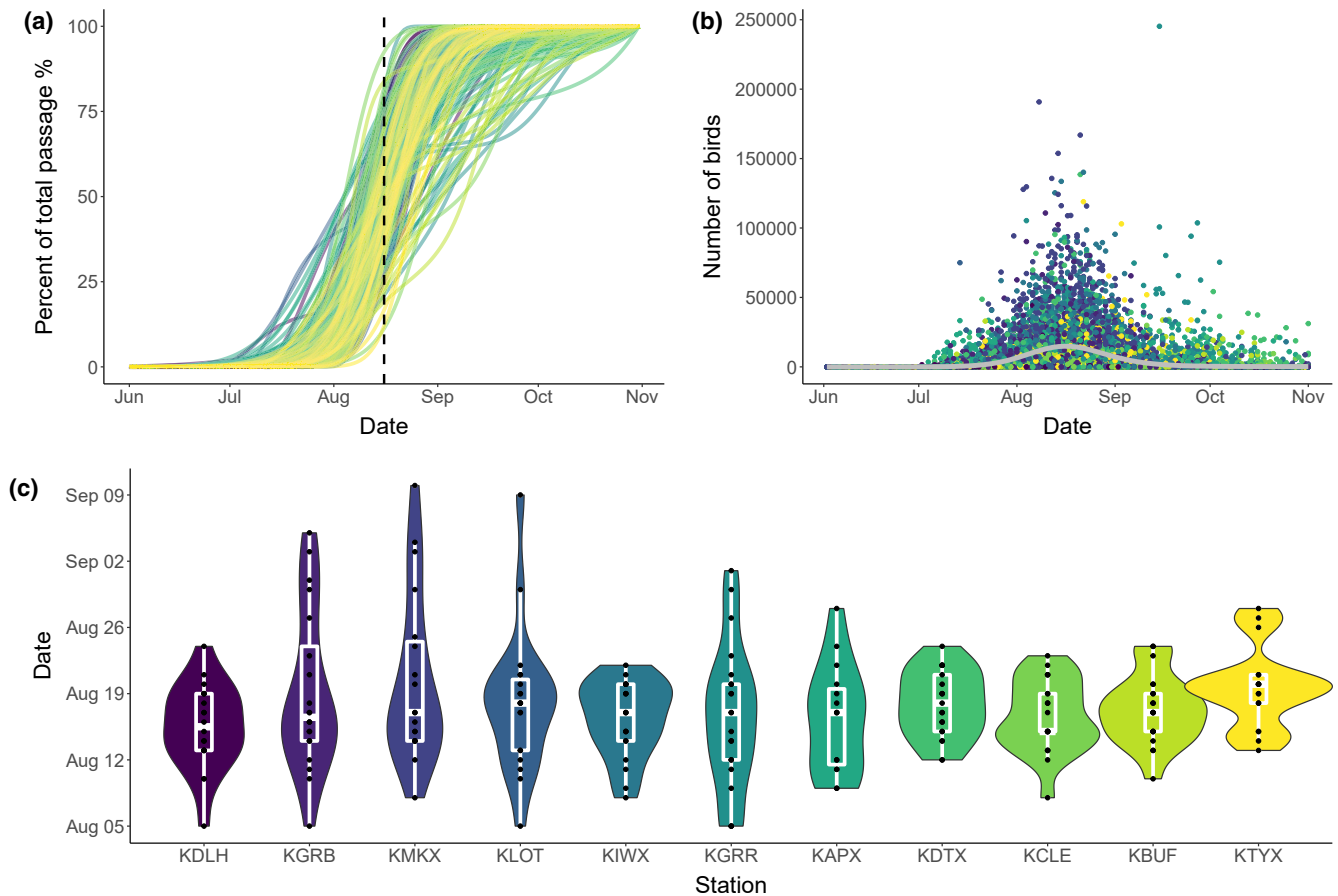 (a)
Percent of total passage %
100
75
50
25
0
Jun Jul Aug Sep Oct Nov
Date
(b)
Number of birds
250000
200000
150000
100000
50000
0
Jun Jul Aug Sep Oct Nov
Date
(c)
Date
Sep 09
Sep 02
Aug 26
Aug 19
Aug 12
Aug 05
KDLH KGRB KMKX KLOT KIWX KGRR KAPX KDTX KCLE KBUF KTYX
Station